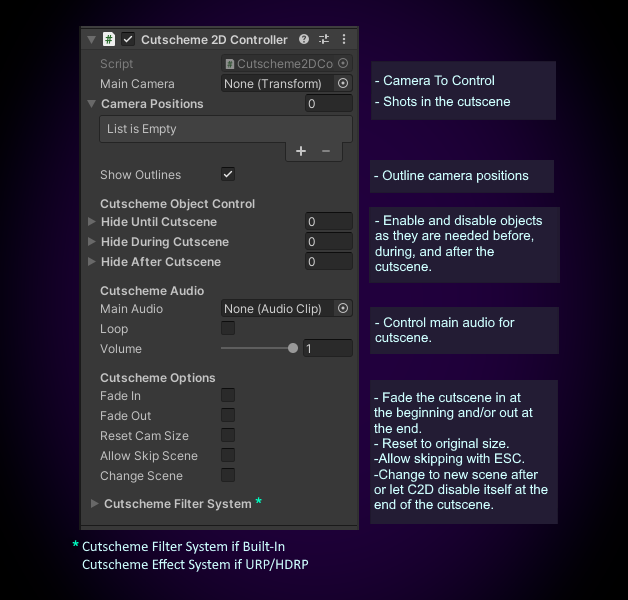 # Cutscheme 2D Controller
Script Cutscheme2DCo
Main Camera None (Transform)
Camera Positions 0
List is Empty
+ −
Show Outlines
Cutscheme Object Control
Hide Until Cutscene 0
Hide During Cutscene 0
Hide After Cutscene 0
Cutscheme Audio
Main Audio None (Audio Clip)
Loop
Volume 1
Cutscheme Options
Fade In
Fade Out
Reset Cam Size
Allow Skip Scene
Change Scene
Cutscheme Filter System *
- Camera To Control
- Shots in the cutscene
- Outline camera positions
- Enable and disable objects
as they are needed before,
during, and after the
cutscene.
- Control main audio for
cutscene.
- Fade the cutscene in at
the beginning and/or out at
the end.
- Reset to original size.
-Allow skipping with ESC.
-Change to new scene after
or let C2D disable itself at the
end of the cutscene.
* Cutscheme Filter System if Built-In
Cutscheme Effect System if URP/HDRP